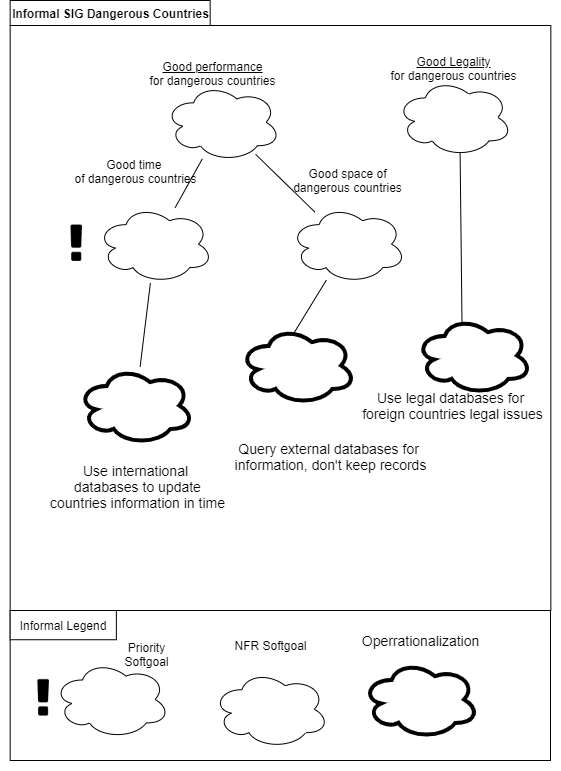 Informal SIG Dangerous Countries
Good performance
for dangerous countries
Good Legality
for dangerous countries
Good time
of dangerous countries
Good space of
dangerous countries
!
Use legal databases for
foreign countries legal issues
Query external databases for
information, don't keep records
Use international
databases to update
countries information in time
Informal Legend
Priority
Softgoal
NFR Softgoal
Operrationalization
!